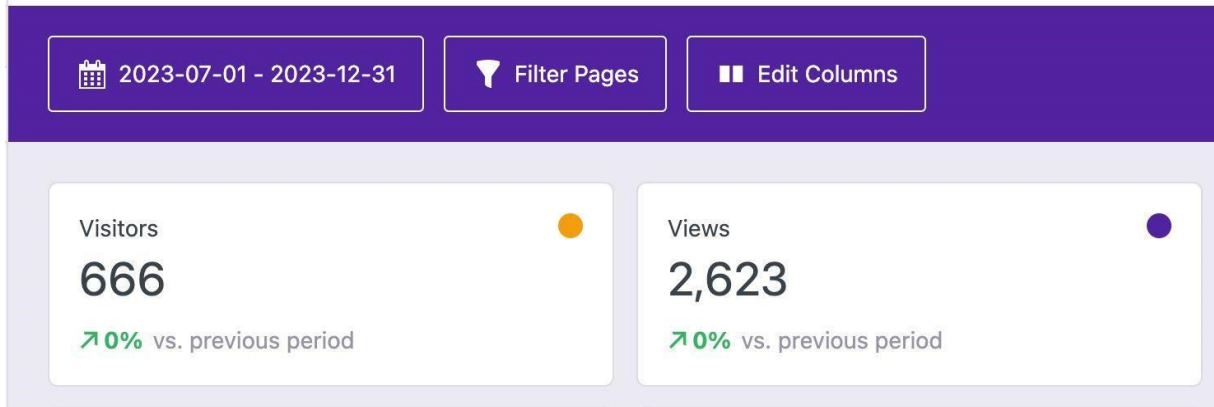 2023-07-01 - 2023-12-31
Filter Pages
Edit Columns
Visitors
666
0% vs. previous period
Views
2,623
0% vs. previous period